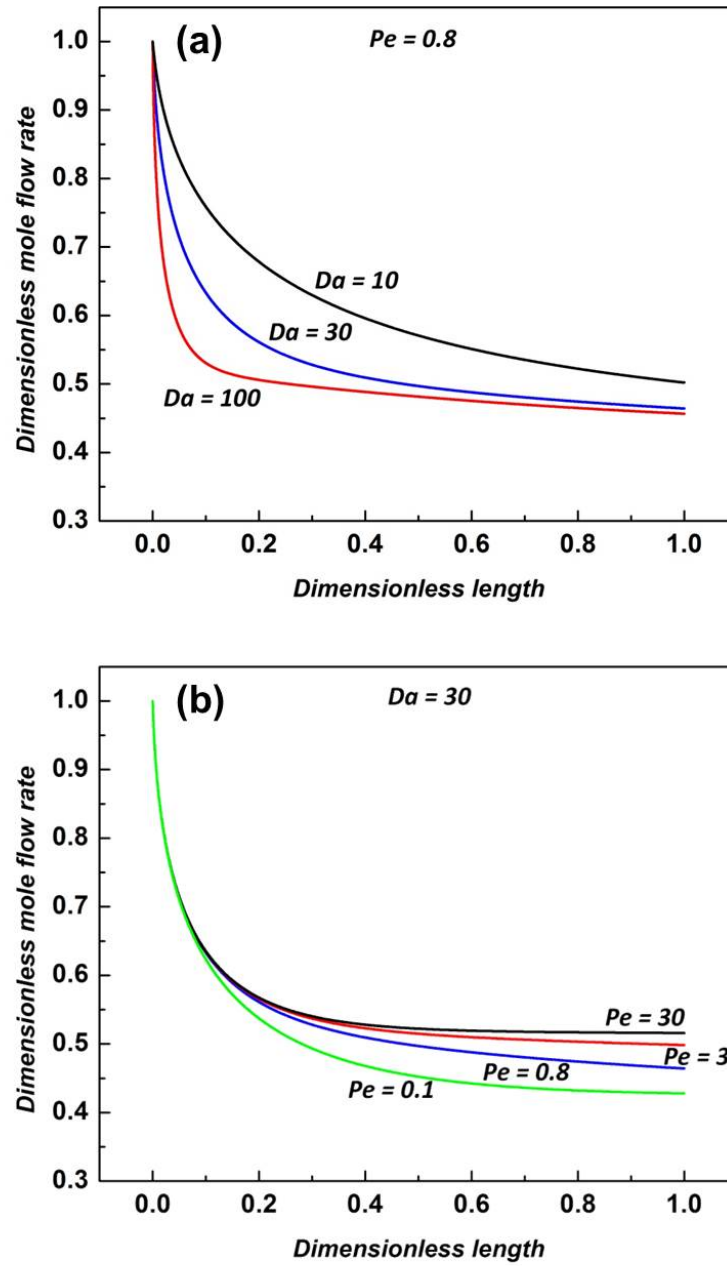 (a)
Pe = 0.8
1.0
0.9
0.8
0.7
0.6
0.5
0.4
0.3
Dimensionless mole flow rate
Da = 10
Da = 30
Da = 100
0.0 0.2 0.4 0.6 0.8 1.0
Dimensionless length
(b)
Da = 30
1.0
0.9
0.8
0.7
0.6
0.5
0.4
0.3
Dimensionless mole flow rate
Pe = 30
Pe = 3
Pe = 0.8
Pe = 0.1
0.0 0.2 0.4 0.6 0.8 1.0
Dimensionless length